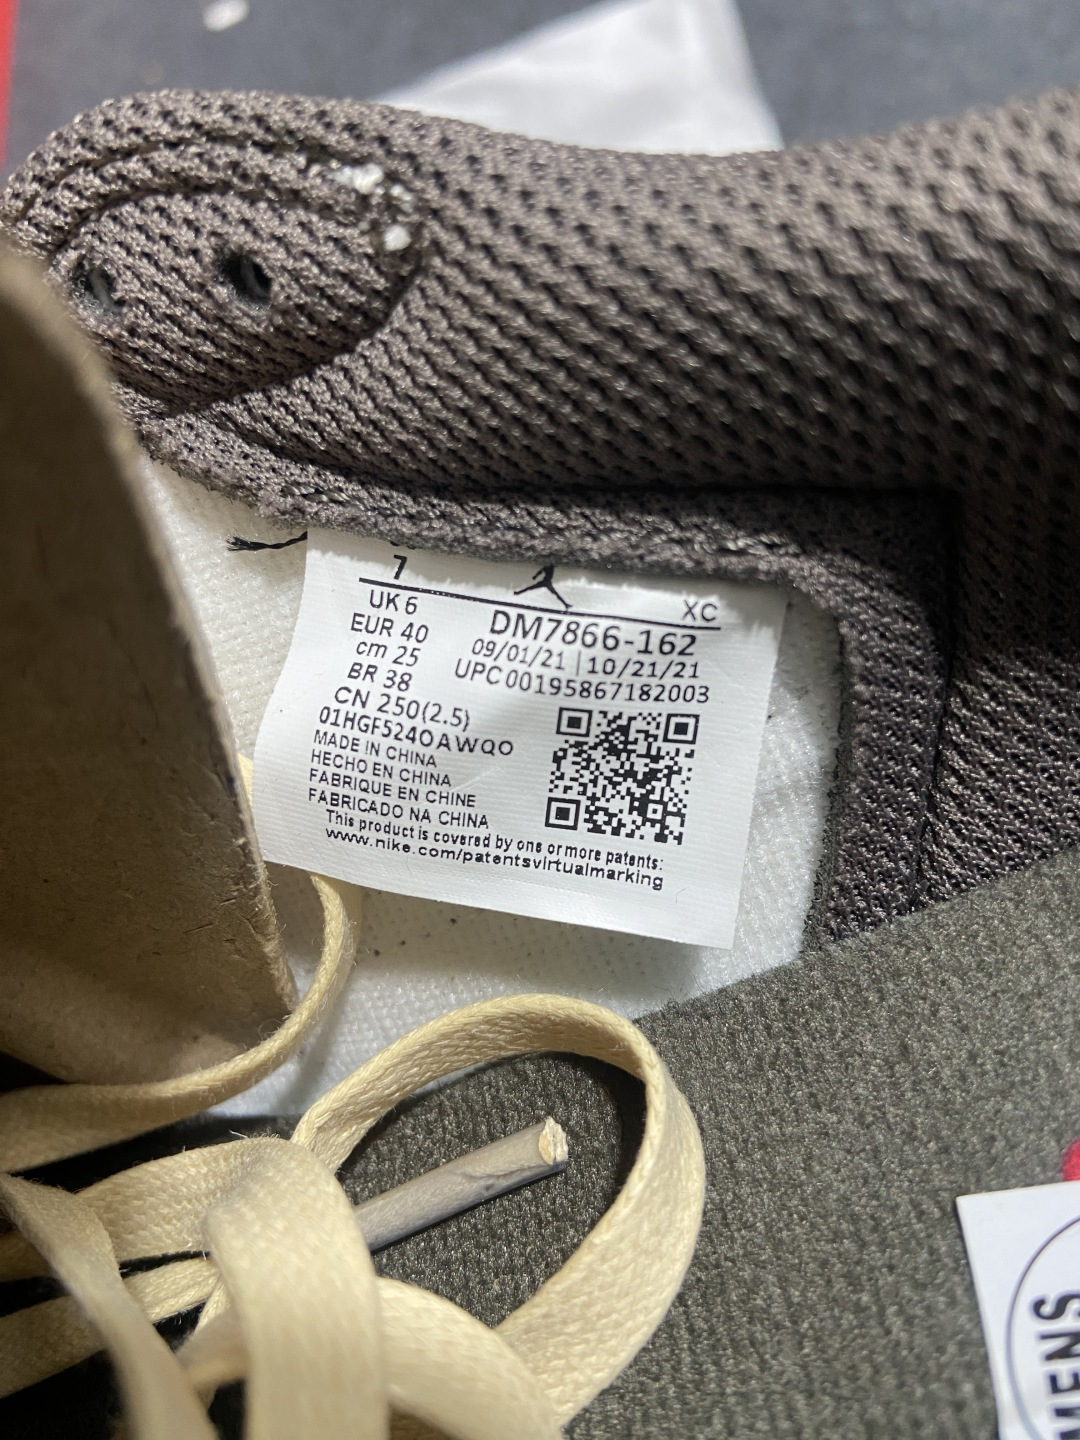 7
XC
UK 6
EUR 40
cm 25
BR 38
CN 250(2.5)
DM7866-162
09/01/21 | 10/21/21
UPC 00195867182003
01HGF524OAWQO
MADE IN CHINA
HECHO EN CHINA
FABRIQUE EN CHINE
FABRICADO NA CHINA
This product is covered by one or more patents:
www.nike.com/patentsvirtualmarking
MENS